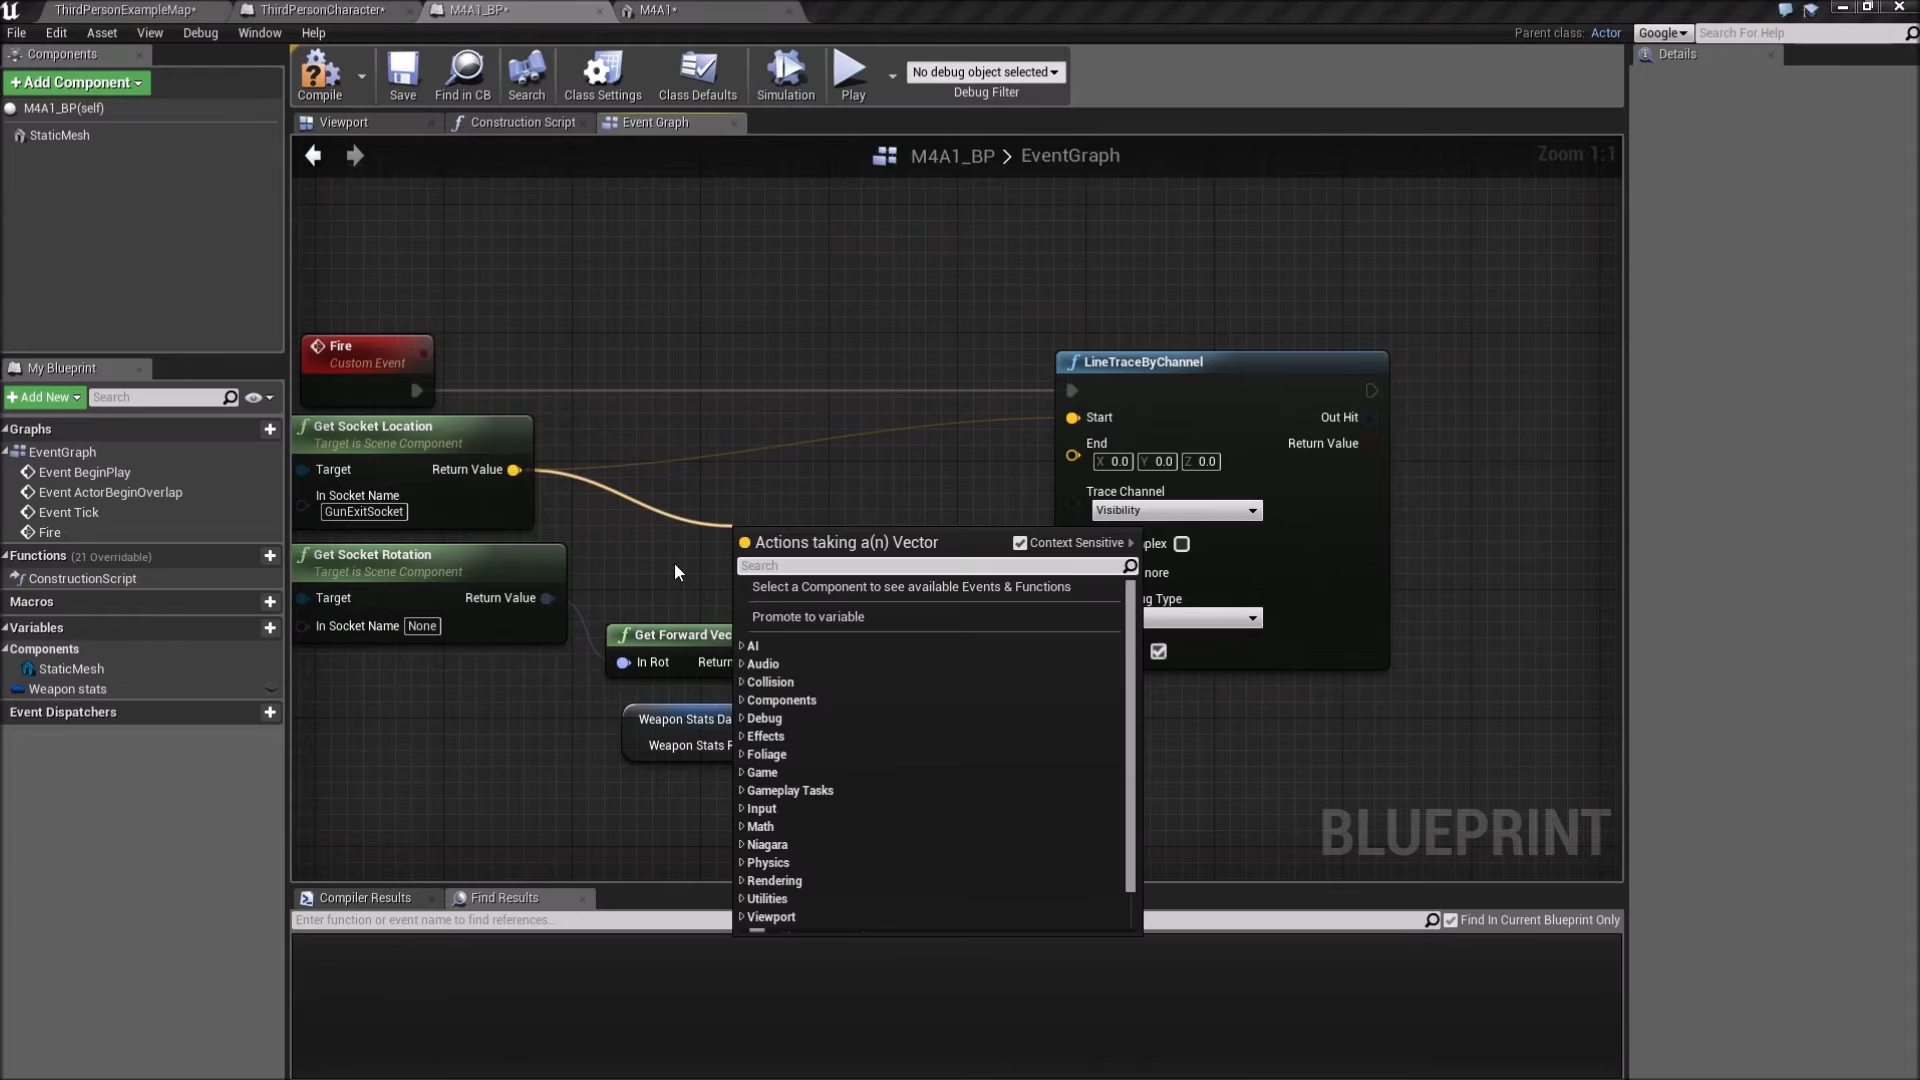 ThirdPersonExampleMap*
ThirdPersonCharacter*
M4A1_BP*
M4A1*
File Edit Asset View Debug Window Help
Parent class: Actor
Google
Search For Help
Components
+Add Component
M4A1_BP(self)
StaticMesh
Compile
Save
Find in CB
Search
Class Settings
Class Defaults
Simulation
Play
No debug object selected
Debug Filter
Details
Viewport
Construction Script
Event Graph
M4A1_BP > EventGraph
Zoom 1:1
My Blueprint
+Add New
Search
Graphs
EventGraph
Event BeginPlay
Event ActorBeginOverlap
Event Tick
Fire
Functions (21 Overridable)
ConstructionScript
Macros
Variables
Components
StaticMesh
Weapon stats
Event Dispatchers
Fire
Custom Event
Get Socket Location
Target is Scene Component
Target
Return Value
In Socket Name
GunExitSocket
Get Socket Rotation
Target is Scene Component
Target
Return Value
In Socket Name None
Get Forward Vec
In Rot
Return
Weapon Stats Da
Weapon Stats
LineTraceByChannel
Start
Out Hit
End
Return Value
X 0.0 Y 0.0 Z 0.0
Trace Channel
Visibility
plex
nore
ug Type
Actions taking a(n) Vector
Context Sensitive
Search
Select a Component to see available Events & Functions
Promote to variable
AI
Audio
Collision
Components
Debug
Effects
Foliage
Game
Gameplay Tasks
Input
Math
Niagara
Physics
Rendering
Utilities
Viewport
BLUEPRINT
Compiler Results
Find Results
Enter function or event name to find references...
Find In Current Blueprint Only